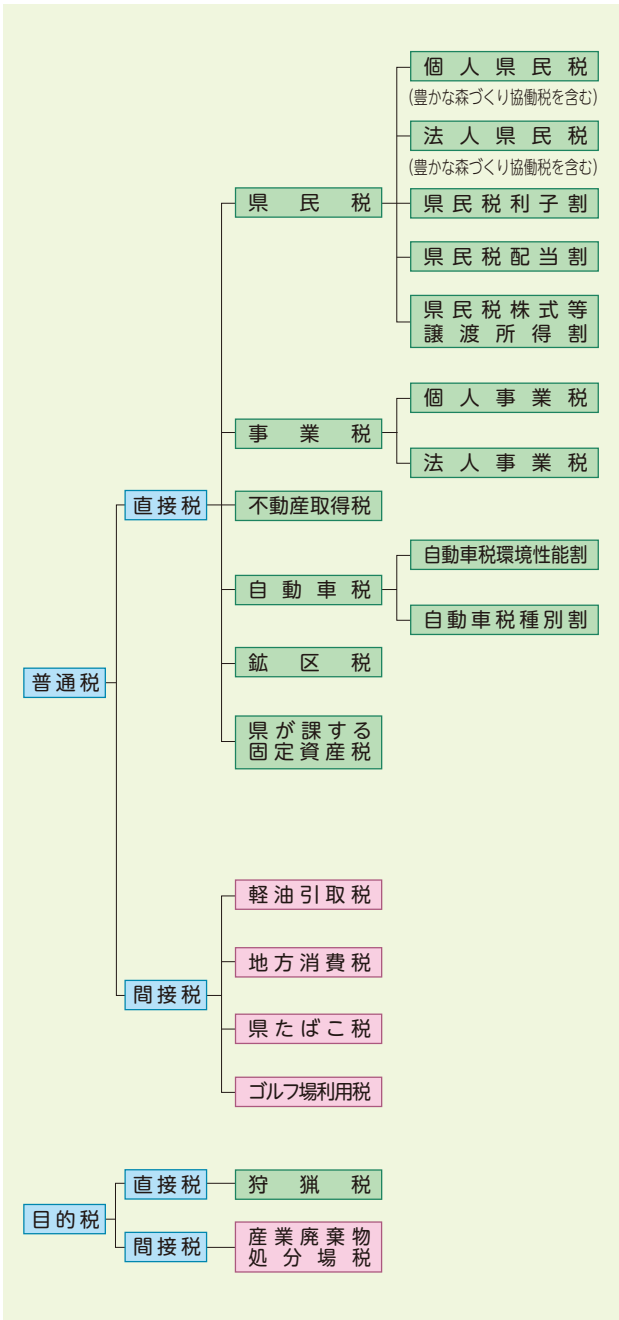 普通税
直接税
県民税
個人県民税
(豊かな森づくり協働税を含む)
法人県民税
(豊かな森づくり協働税を含む)
県民税利子割
県民税配当割
県民税株式等
譲渡所得割
事業税
個人事業税
法人事業税
不動産取得税
自動車税
自動車税環境性能割
自動車税種別割
鉱区税
県が課する
固定資産税
間接税
軽油引取税
地方消費税
県たばこ税
ゴルフ場利用税
目的税
直接税
狩猟税
間接税
産業廃棄物
処分場税